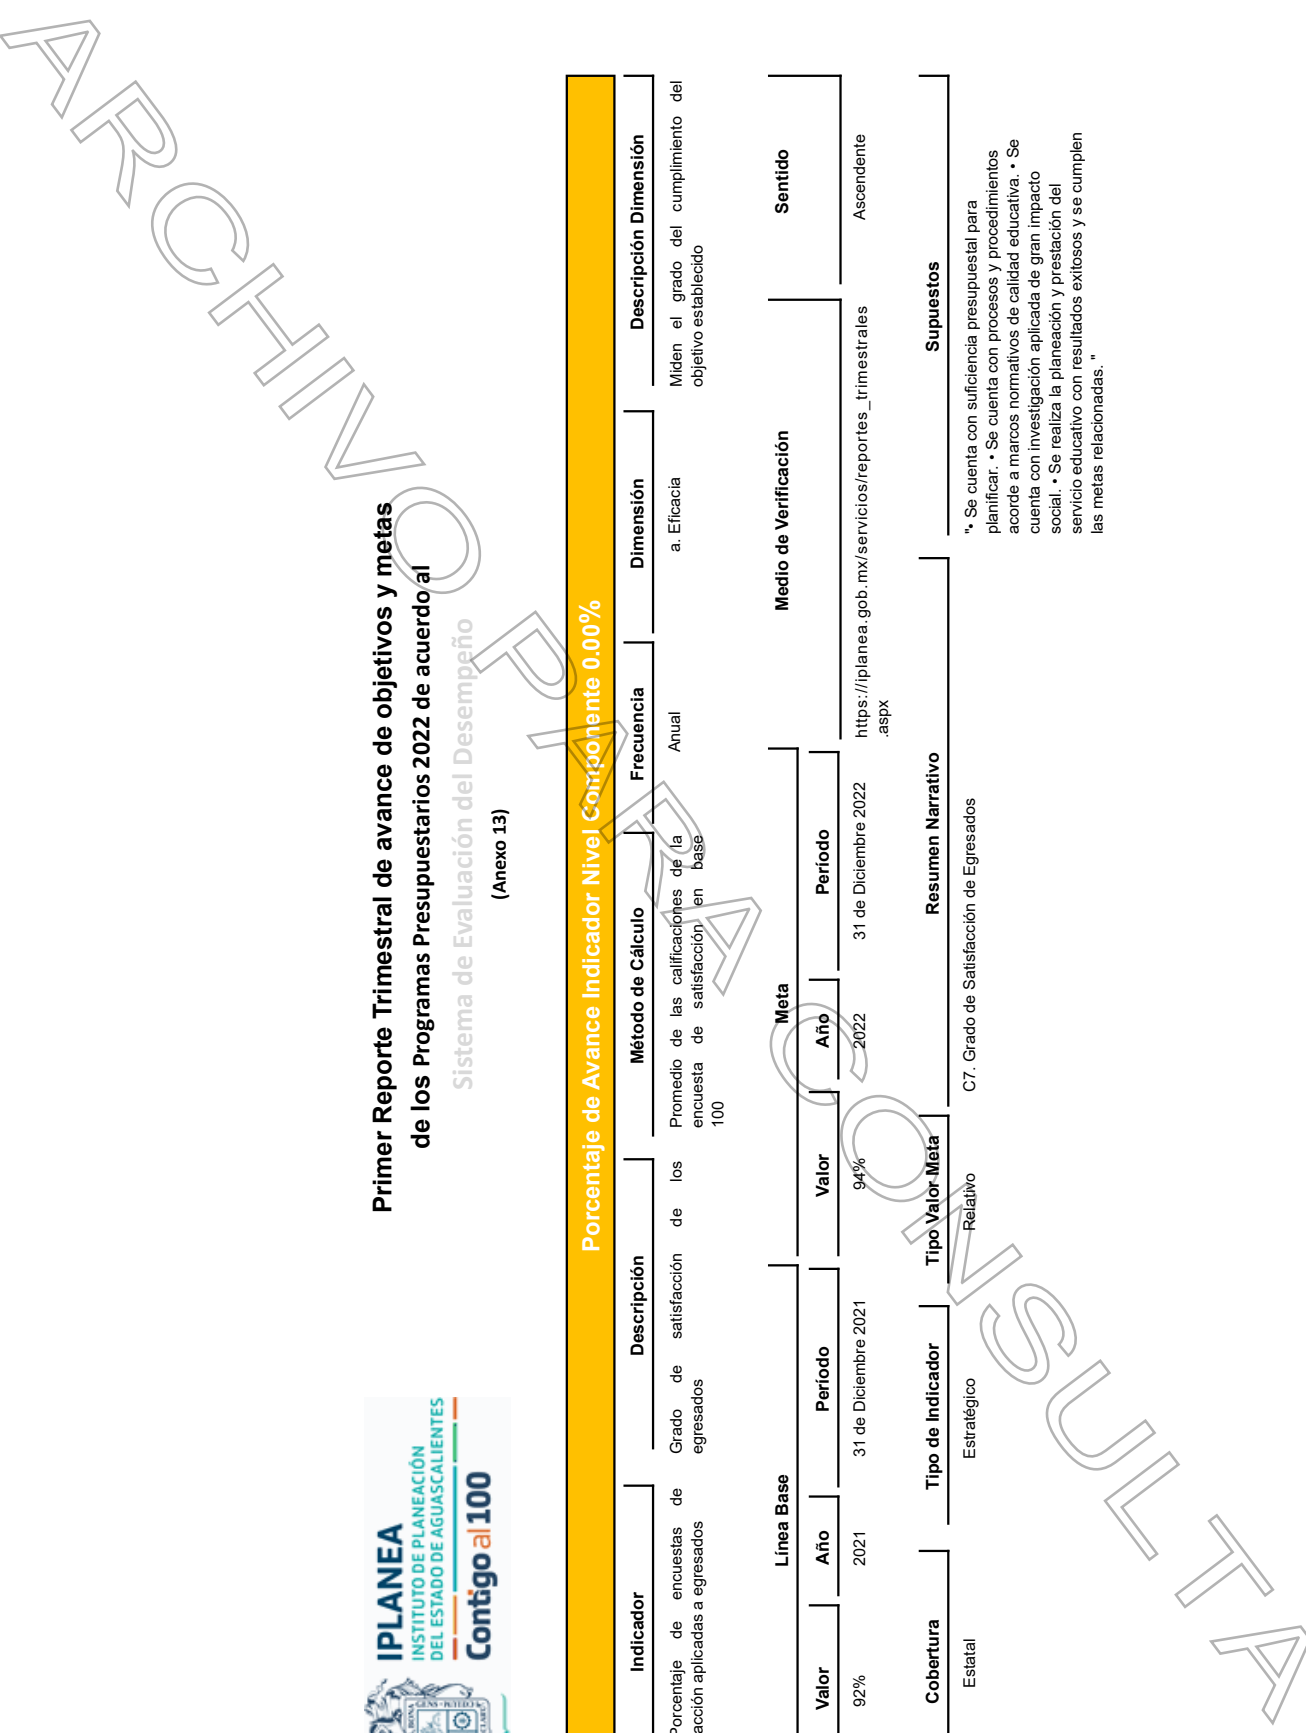 IPLANEA
INSTITUTO DE PLANEACIÓN
DEL ESTADO DE AGUASCALIENTES
Contigo al 100
Primer Reporte Trimestral de avance de objetivos y metas
de los Programas Presupuestarios 2022 de acuerdo al
Sistema de Evaluación del Desempeño
(Anexo 13)
Porcentaje de Avance Indicador Nivel Componente 0.00%
Indicador
Porcentaje de encuestas de
acción aplicadas a egresados
Descripción
Grado de satisfacción de los
egresados
Método de Cálculo
Promedio de las calificaciones de la
encuesta de satisfacción en base
100
Frecuencia
Anual
Dimensión
a. Eficacia
Descripción Dimensión
Miden el grado del cumplimiento del
objetivo establecido
Línea Base
Valor
92%
Año
2021
Período
31 de Diciembre 2021
Meta
Valor
94%
Año
2022
Período
31 de Diciembre 2022
Medio de Verificación
https://iplanea.gob.mx/servicios/reportes_trimestrales
.aspx
Sentido
Ascendente
Cobertura
Estatal
Tipo de Indicador
Estratégico
Tipo Valor Meta
Relativo
Resumen Narrativo
C7. Grado de Satisfacción de Egresados
Supuestos
"• Se cuenta con suficiencia presupuestal para
planificar. • Se cuenta con procesos y procedimientos
acorde a marcos normativos de calidad educativa. • Se
cuenta con investigación aplicada de gran impacto
social. • Se realiza la planeación y prestación del
servicio educativo con resultados exitosos y se cumplen
las metas relacionadas. "
ARCHIVO PARA CONSULTA